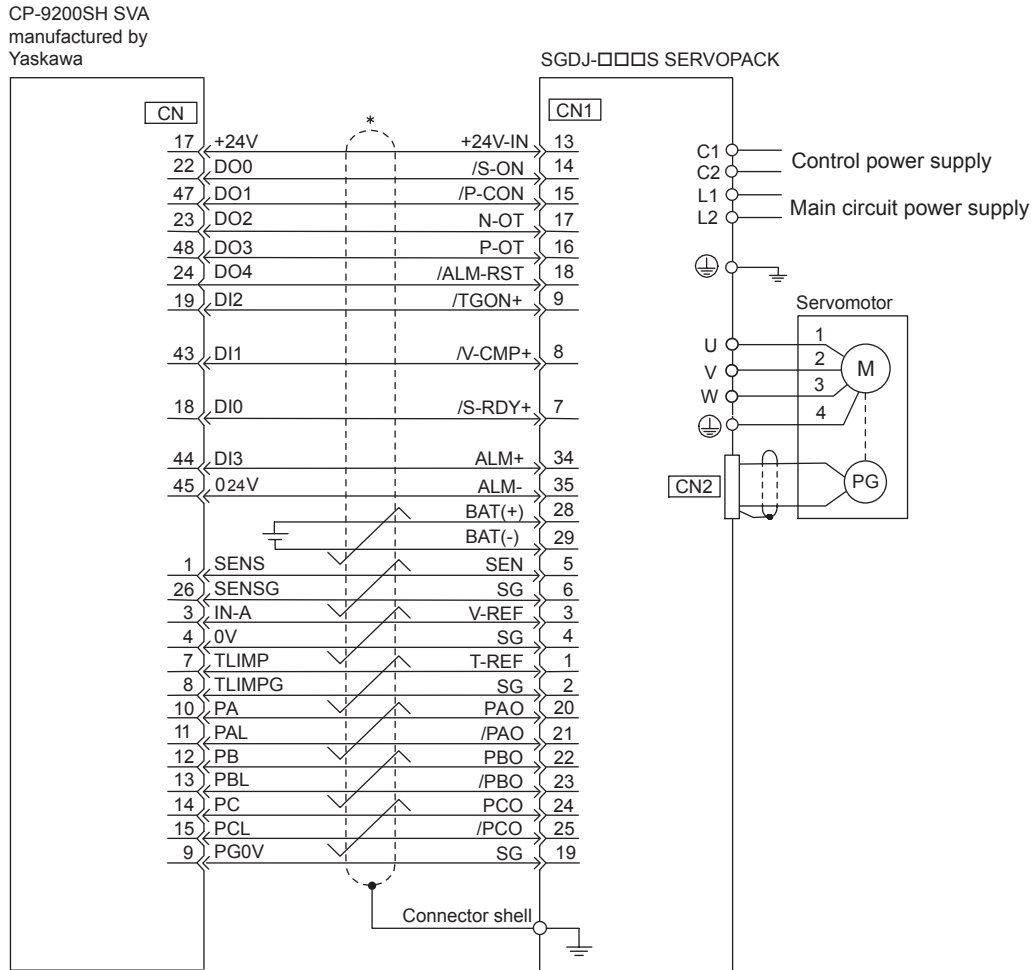 CP-9200SH SVA
manufactured by
Yaskawa
SGDJ-□□□S SERVOPACK
CN
CN1
*
17 +24V +24V-IN 13
22 DO0 /S-ON 14
47 DO1 /P-CON 15
23 DO2 N-OT 17
48 DO3 P-OT 16
24 DO4 /ALM-RST 18
19 DI2 /TGON+ 9
43 DI1 /V-CMP+ 8
18 DI0 /S-RDY+ 7
44 DI3 ALM+ 34
45 024V ALM- 35
BAT(+) 28
BAT(-) 29
1 SENS SEN 5
26 SENSG SG 6
3 IN-A V-REF 3
4 0V SG 4
7 TLIMP T-REF 1
8 TLIMPG SG 2
10 PA PAO 20
11 PAL /PAO 21
12 PB PBO 22
13 PBL /PBO 23
14 PC PCO 24
15 PCL /PCO 25
9 PG0V SG 19
Connector shell
C1
C2
Control power supply
L1
L2
Main circuit power supply
Servomotor
U 1
V 2
W 3
4
M
CN2
PG